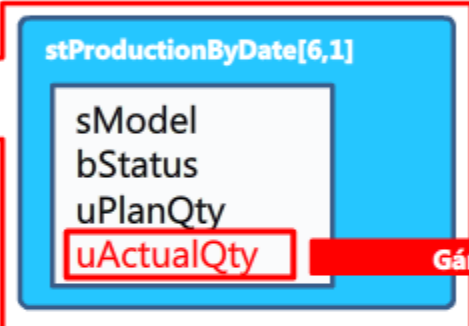 stProductionByDate[6,1]
sModel
bStatus
uPlanQty
uActualQty